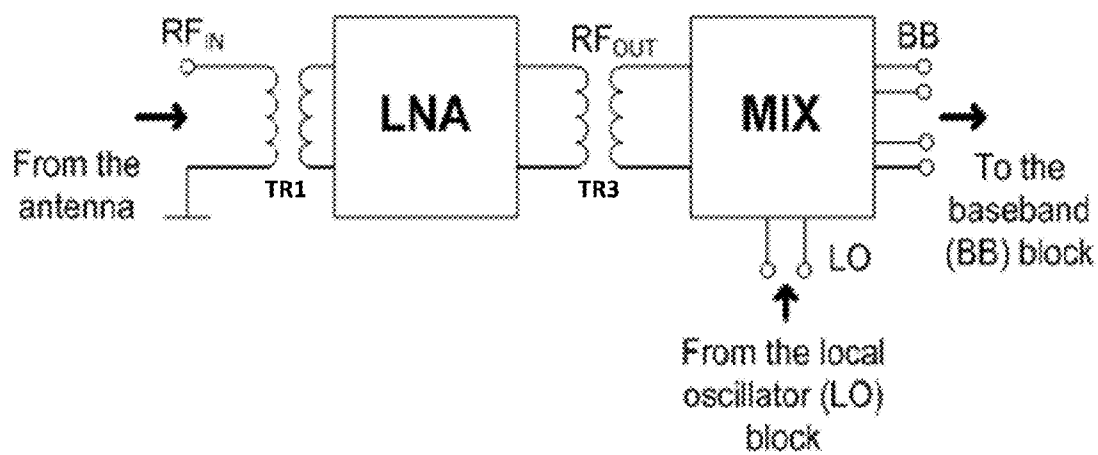 RF_IN
RF_OUT
BB
LNA
MIX
From the
antenna
TR1
TR3
To the
baseband
(BB) block
LO
From the local
oscillator (LO)
block